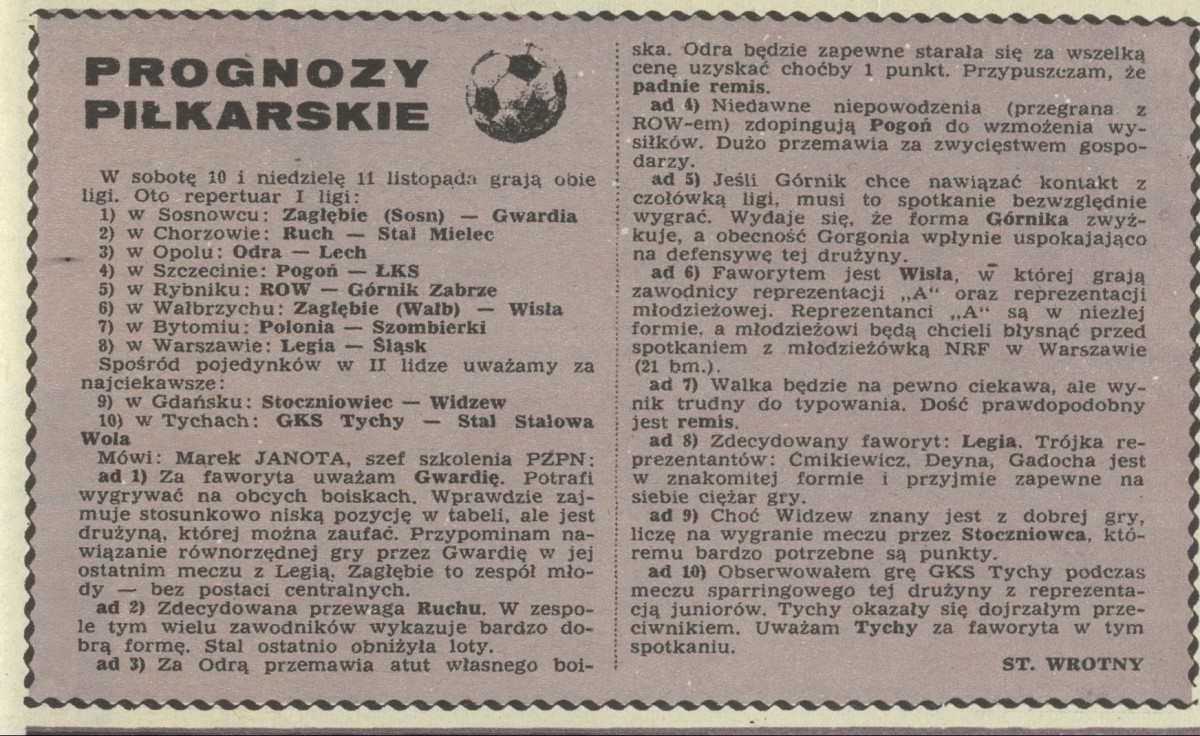 PROGNOZY
PIŁKARSKIE
W sobotę 10 i niedzielę 11 listopada grają obie
ligi. Oto repertuar I ligi:
1) w Sosnowcu: Zagłębie (Sosn) — Gwardia
2) w Chorzowie: Ruch — Stal Mielec
3) w Opolu: Odra — Lech
4) w Szczecinie: Pogoń — ŁKS
5) w Rybniku: ROW — Górnik Zabrze
6) w Wałbrzychu: Zagłębie (Wałb) — Wisła
7) w Bytomiu: Polonia — Szombierki
8) w Warszawie: Legia — Śląsk
Spośród pojedynków w II lidze uważamy za
najciekawsze:
9) w Gdańsku: Stoczniowiec — Widzew
10) w Tychach: GKS Tychy — Stal Stalowa
Wola
Mówi: Marek JANOTA, szef szkolenia PZPN:
ad 1) Za faworyta uważam Gwardię. Potrafi
wygrywać na obcych boiskach. Wprawdzie zaj-
muje stosunkowo niską pozycję w tabeli, ale jest
drużyną, której można zaufać. Przypominam na-
wiązanie równorzędnej gry przez Gwardię w jej
ostatnim meczu z Legią. Zagłębie to zespół mło-
dy — bez postaci centralnych.
ad 2) Zdecydowana przewaga Ruchu. W zespo-
le tym wielu zawodników wykazuje bardzo do-
brą formę. Stal ostatnio obniżyła loty.
ad 3) Za Odrą przemawia atut własnego boi-
ska. Odra będzie zapewne starała się za wszelką
cenę uzyskać choćby 1 punkt. Przypuszczam, że
padnie remis.
ad 4) Niedawne niepowodzenia (przegrana z
ROW-em) zdopingują Pogoń do wzmożenia wy-
siłków. Dużo przemawia za zwycięstwem gospo-
darzy.
ad 5) Jeśli Górnik chce nawiązać kontakt z
czołówką ligi, musi to spotkanie bezwzględnie
wygrać. Wydaje się, że forma Górnika zwyż-
kuje, a obecność Gorgonia wpłynie uspokajająco
na defensywę tej drużyny.
ad 6) Faworytem jest Wisła, w której grają
zawodnicy reprezentacji „A“ oraz reprezentacji
młodzieżowej. Reprezentanci „A“ są w niezłej
formie, a młodzieżowi będą chcieli błysnąć przed
spotkaniem z młodzieżówką NRF w Warszawie
(21 bm.).
ad 7) Walka będzie na pewno ciekawa, ale wy-
nik trudny do typowania. Dość prawdopodobny
jest remis.
ad 8) Zdecydowany faworyt: Legia. Trójka re-
prezentantów: Ćmikiewicz, Deyna, Gadocha jest
w znakomitej formie i przyjmie zapewne na
siebie ciężar gry.
ad 9) Choć Widzew znany jest z dobrej gry,
liczę na wygranie meczu przez Stoczniowca, któ-
remu bardzo potrzebne są punkty.
ad 10) Obserwowałem grę GKS Tychy podczas
meczu sparringowego tej drużyny z reprezenta-
cją juniorów. Tychy okazały się dojrzałym prze-
ciwnikiem. Uważam Tychy za faworyta w tym
spotkaniu.
ST. WROTNY